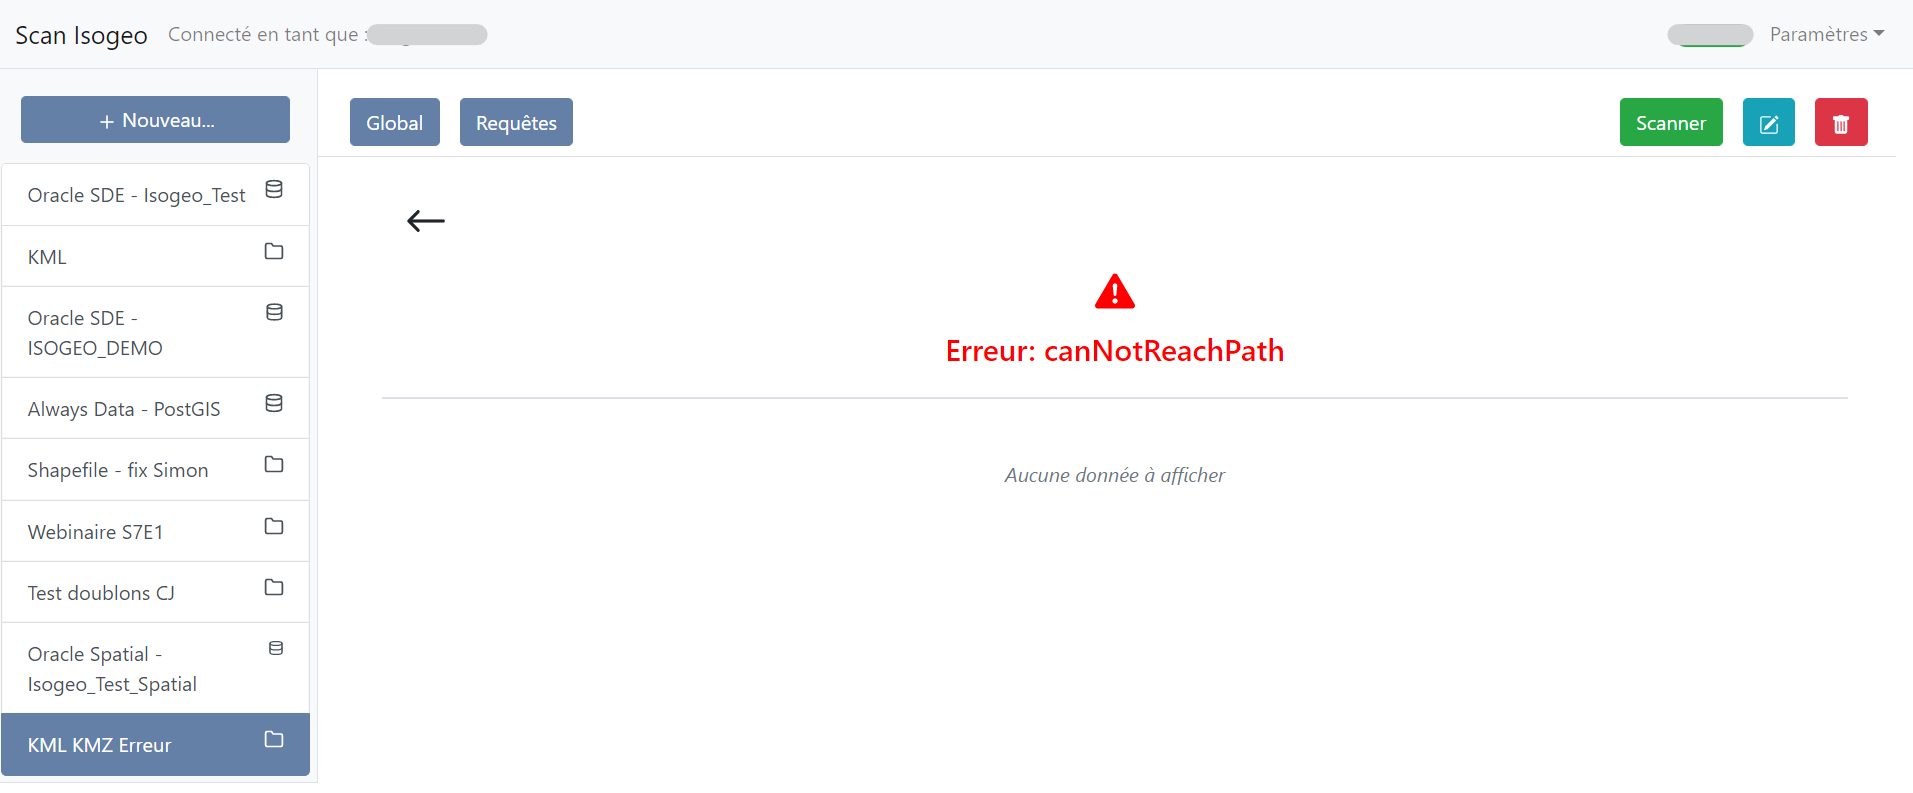 Scan Isogeo
Connecté en tant que :
Paramètres
+ Nouveau...
Global
Requêtes
Scanner
Oracle SDE - Isogeo_Test
KML
Oracle SDE -
ISOGEO_DEMO
Always Data - PostGIS
Shapefile - fix Simon
Webinaire S7E1
Test doublons CJ
Oracle Spatial -
Isogeo_Test_Spatial
KML KMZ Erreur
Erreur: canNotReachPath
Aucune donnée à afficher